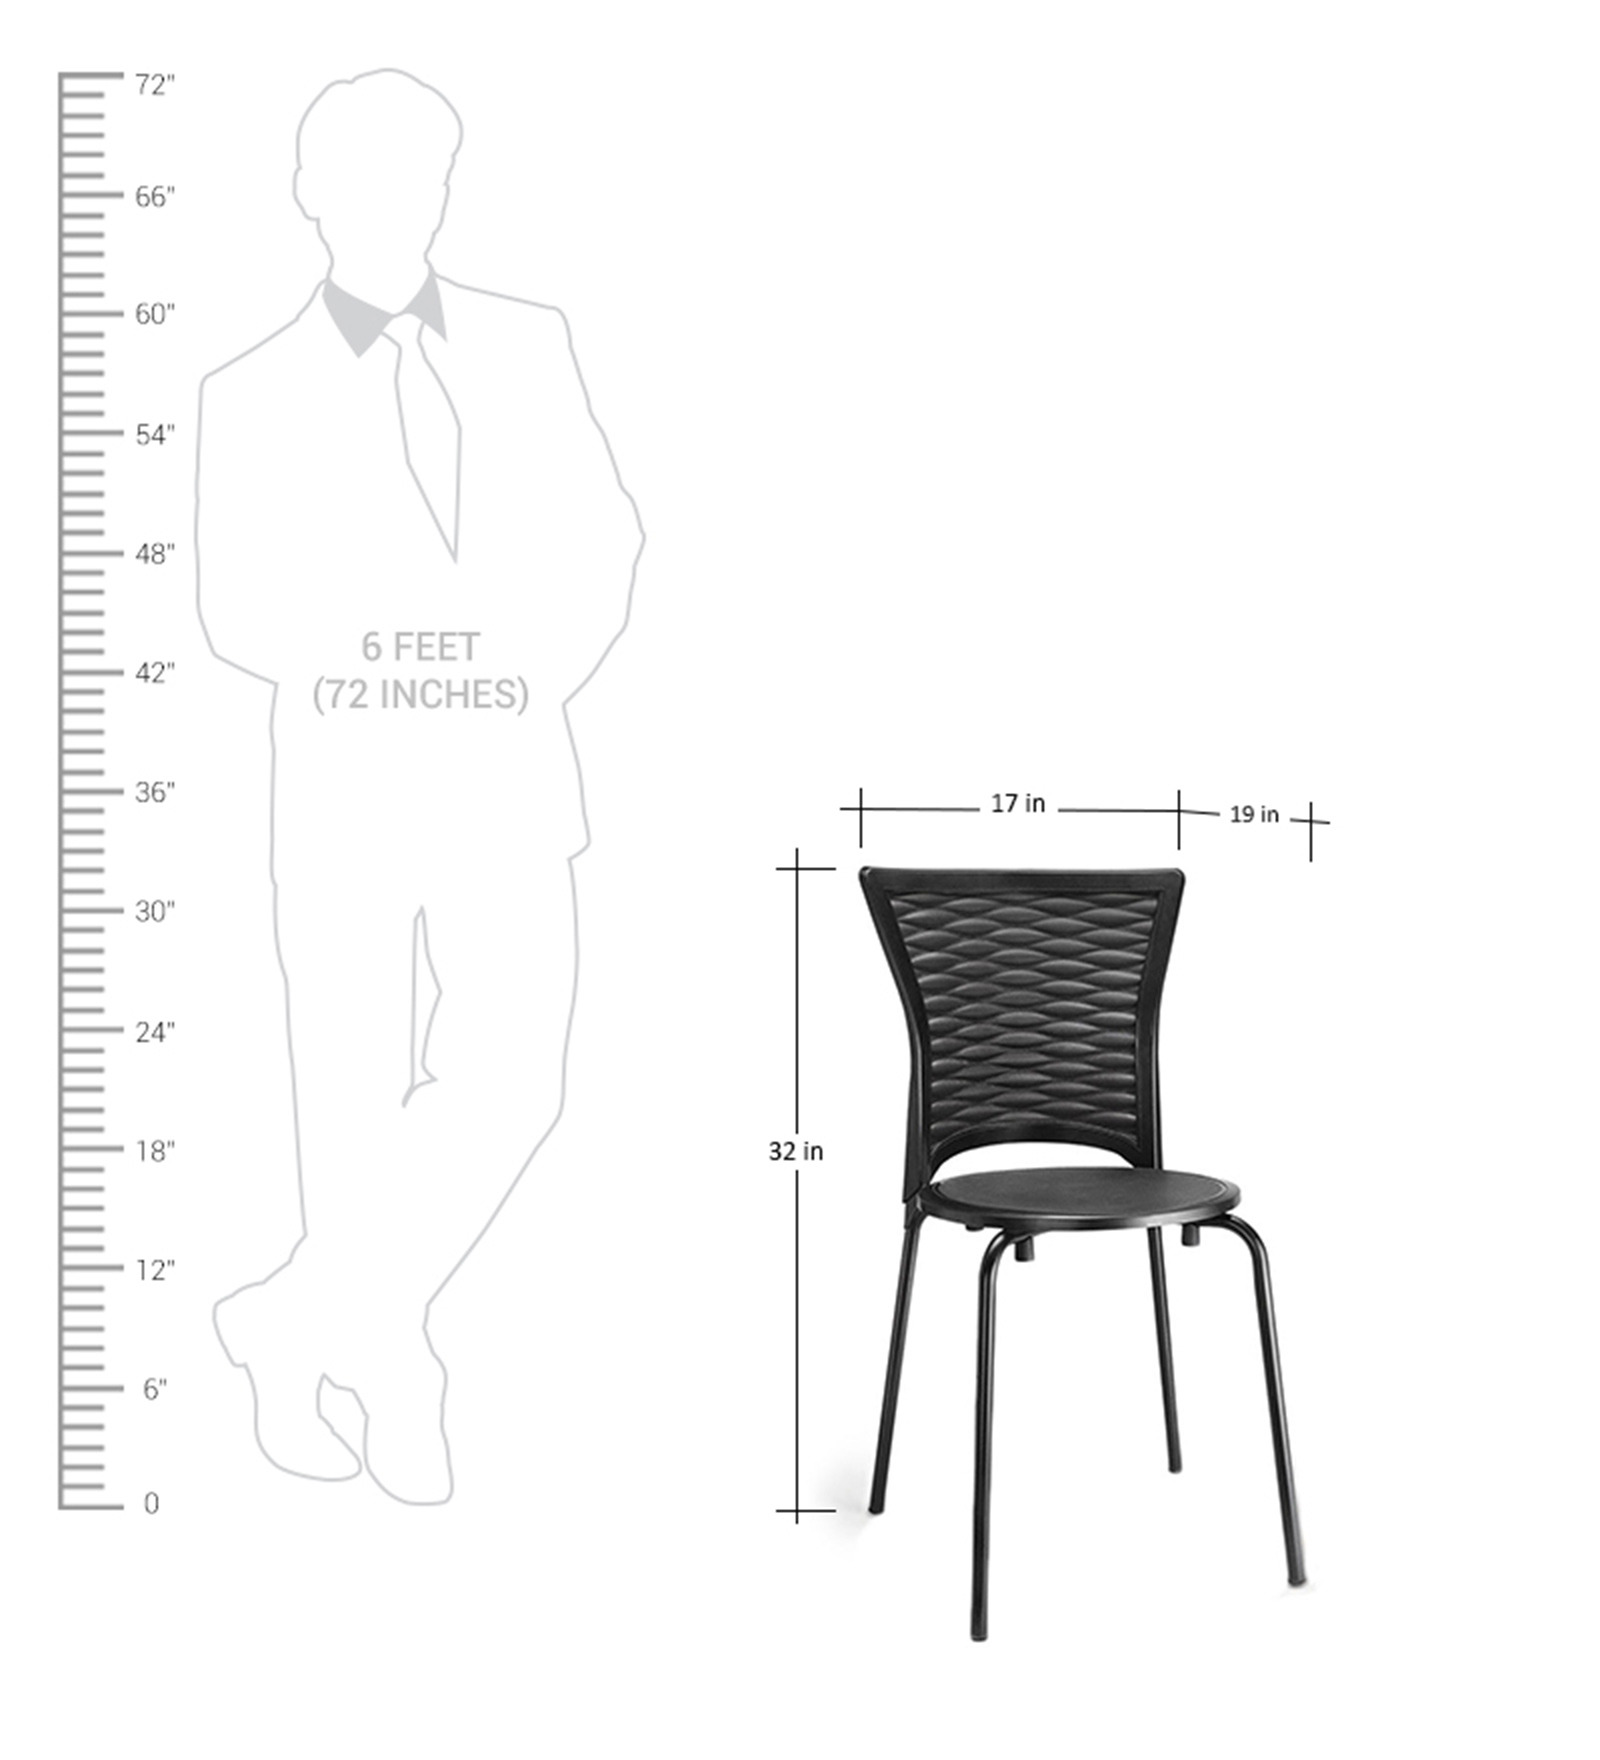 72"
66"
60"
54"
48"
42"
36"
30"
24"
18"
12"
6"
0
6 FEET
(72 INCHES)
17 in
19 in
32 in